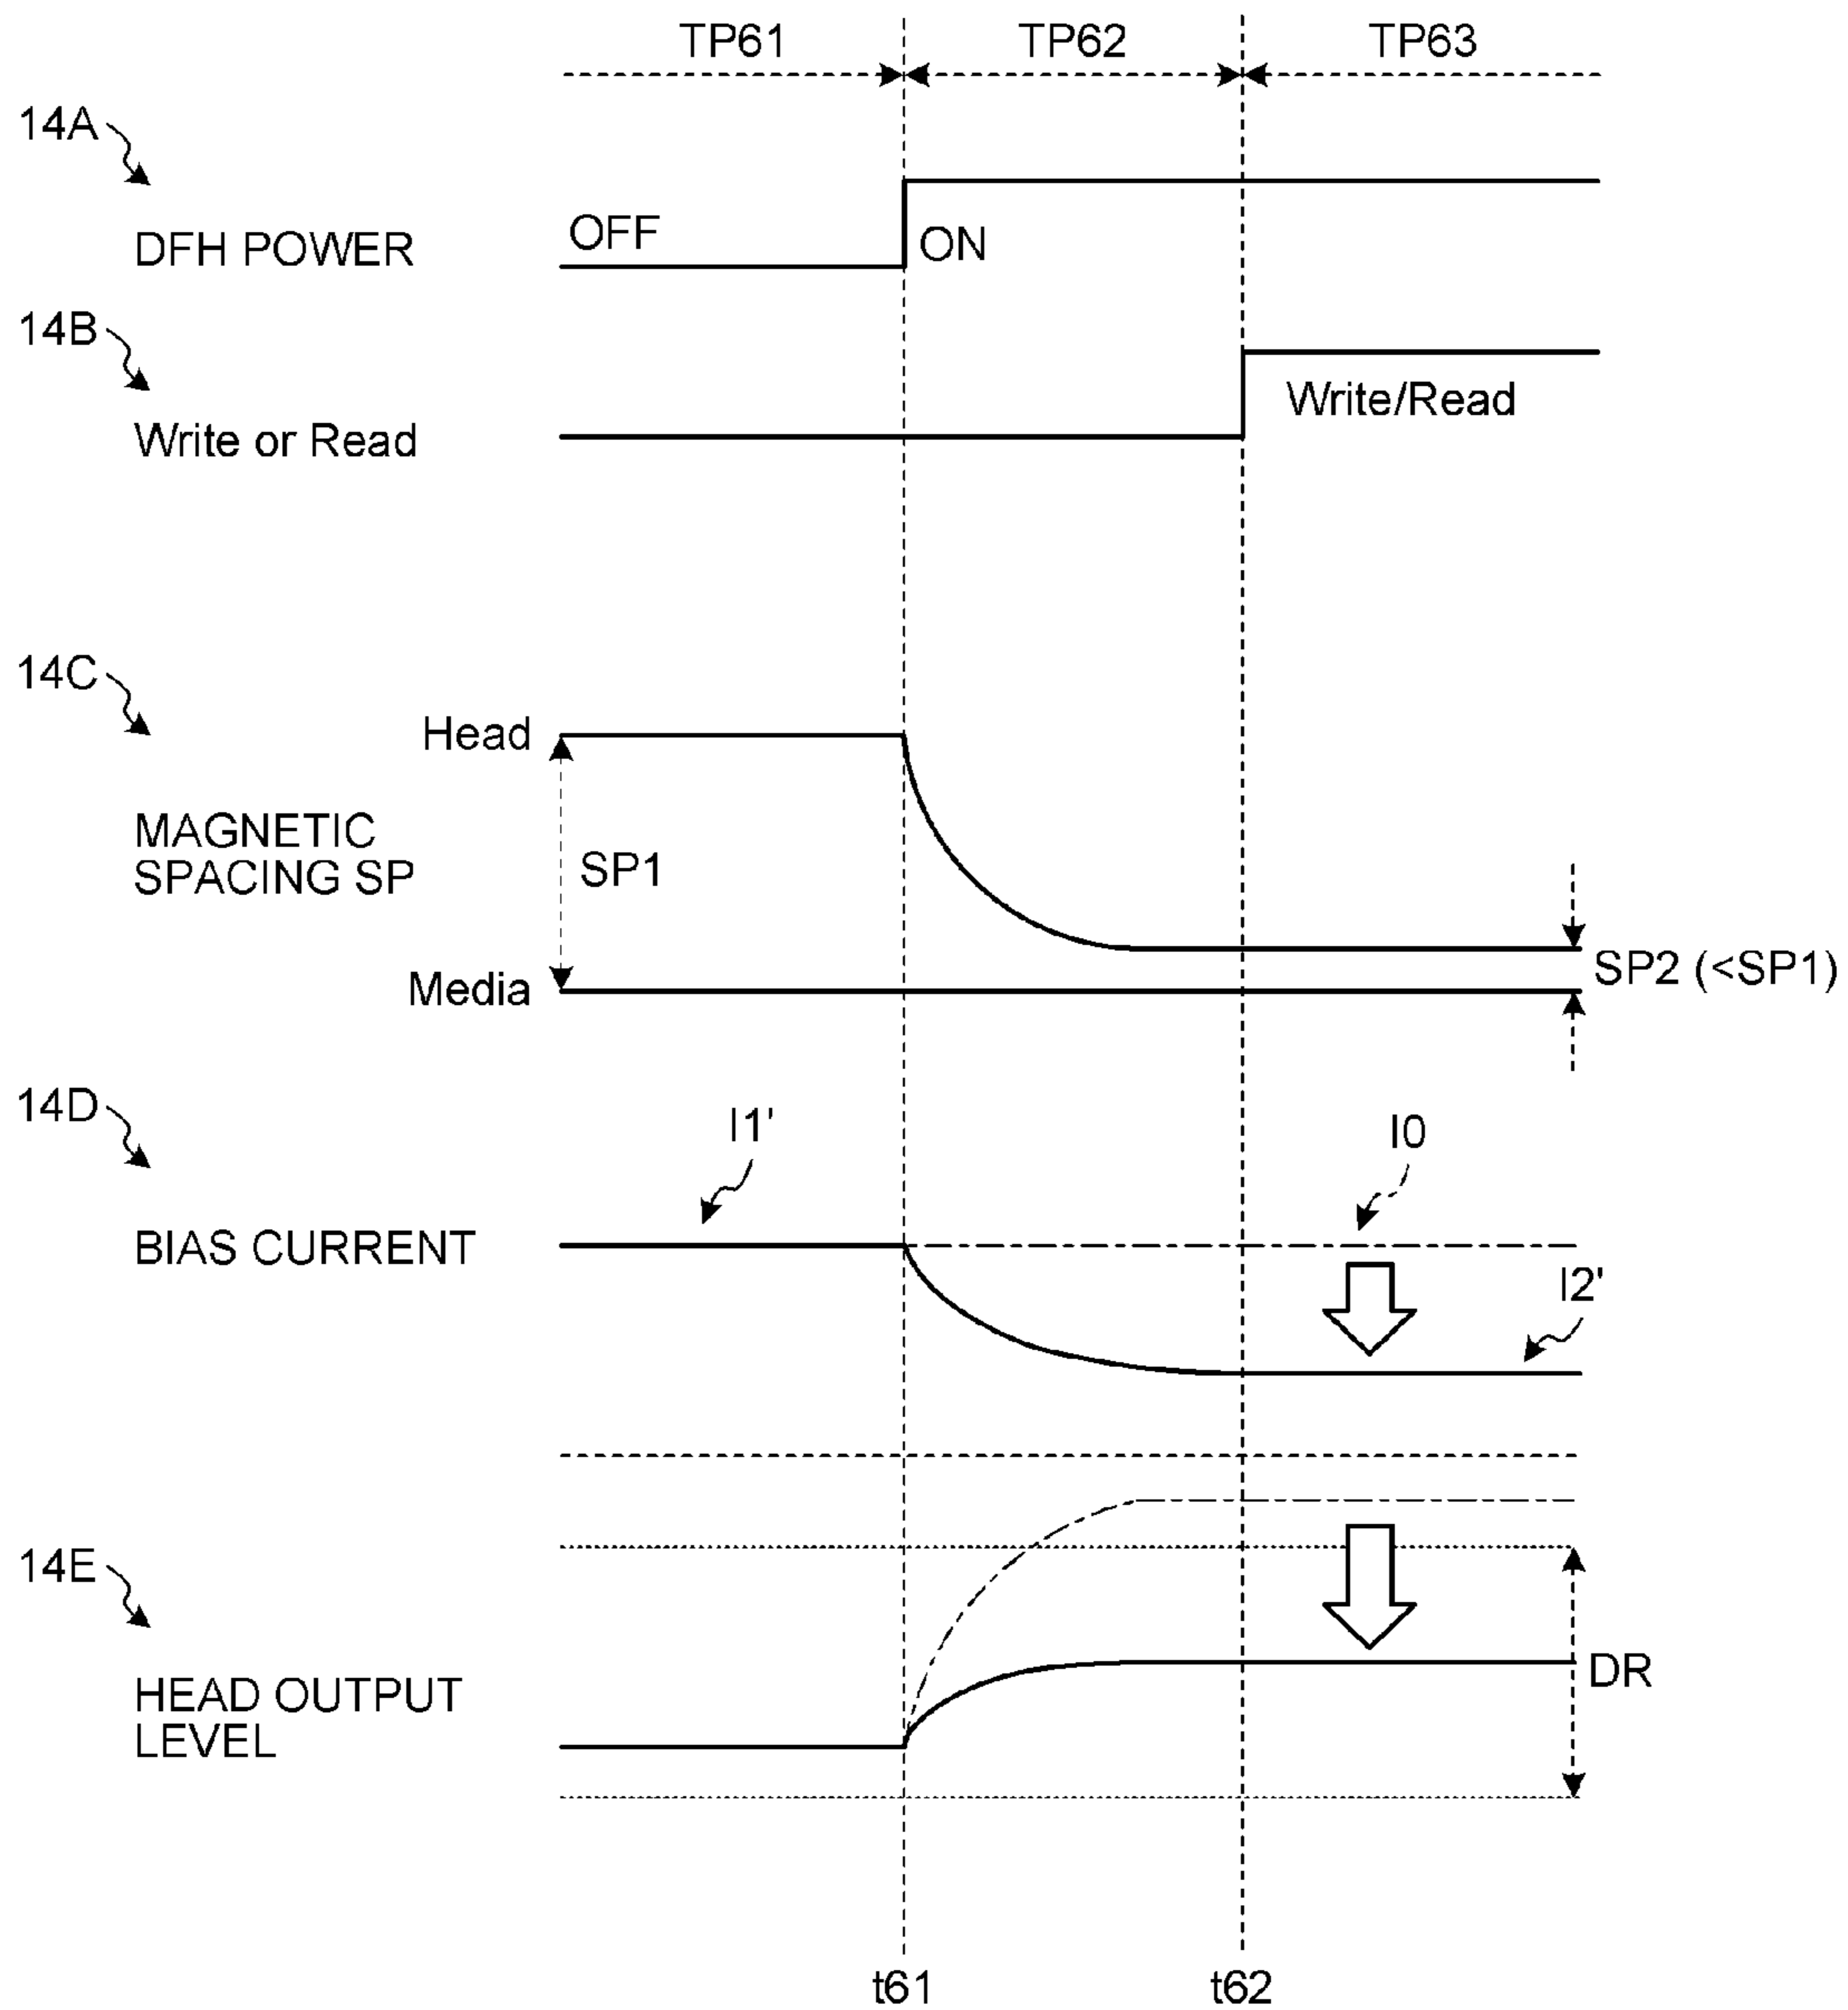 TP61 TP62 TP63
14A
DFH POWER
OFF
ON
14B
Write or Read
Write/Read
14C
Head
MAGNETIC
SPACING SP
SP1
SP2 (<SP1)
Media
14D
I1'
I0
BIAS CURRENT
I2'
14E
HEAD OUTPUT
LEVEL
DR
t61 t62